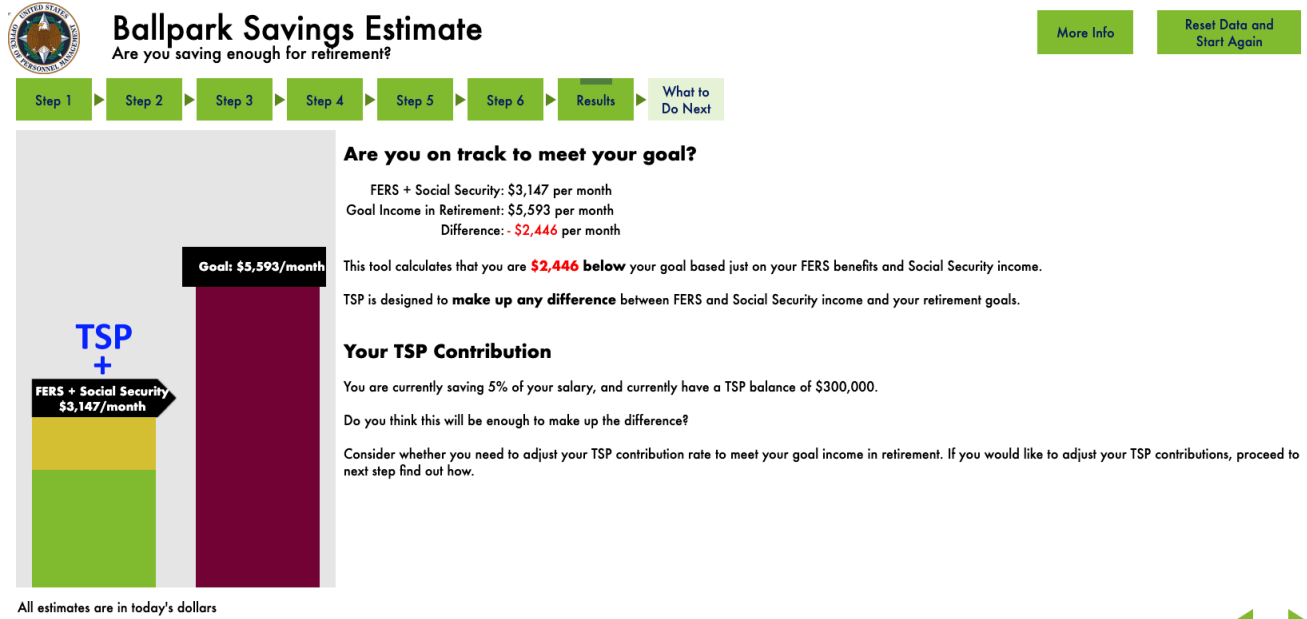 UNITED STATES
OFFICE OF PERSONNEL MANAGEMENT
Ballpark Savings Estimate
Are you saving enough for retirement?
More Info
Reset Data and
Start Again
Step 1
Step 2
Step 3
Step 4
Step 5
Step 6
Results
What to
Do Next
Are you on track to meet your goal?
FERS + Social Security: $3,147 per month
Goal Income in Retirement: $5,593 per month
Difference: - $2,446 per month
Goal: $5,593/month
This tool calculates that you are $2,446 below your goal based just on your FERS benefits and Social Security income.
TSP is designed to make up any difference between FERS and Social Security income and your retirement goals.
TSP
+
FERS + Social Security
$3,147/month
Your TSP Contribution
You are currently saving 5% of your salary, and currently have a TSP balance of $300,000.
Do you think this will be enough to make up the difference?
Consider whether you need to adjust your TSP contribution rate to meet your goal income in retirement. If you would like to adjust your TSP contributions, proceed to
next step find out how.
All estimates are in today's dollars